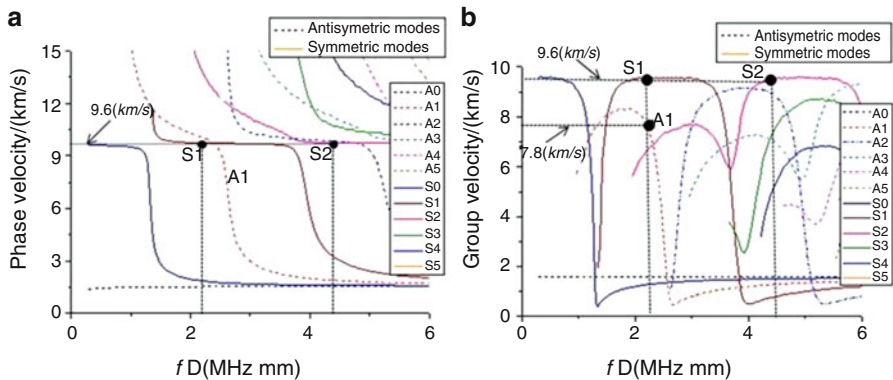 a
Antisymetric modes
Symmetric modes
Phase velocity/(km/s)
15
12
9
6
3
0
9.6(km/s)
S1
S2
A1
A0
A1
A2
A3
A4
A5
S0
S1
S2
S3
S4
S5
0
2
4
6
f D(MHz mm)
b
Antisymetric modes
Symmetric modes
9.6(km/s)
Group velocity/(km/s)
10
8
6
4
2
0
S1
S2
A1
7.8(km/s)
A0
A1
A2
A3
A4
A5
S0
S1
S2
S3
S4
S5
0
2
4
6
f D(MHz mm)